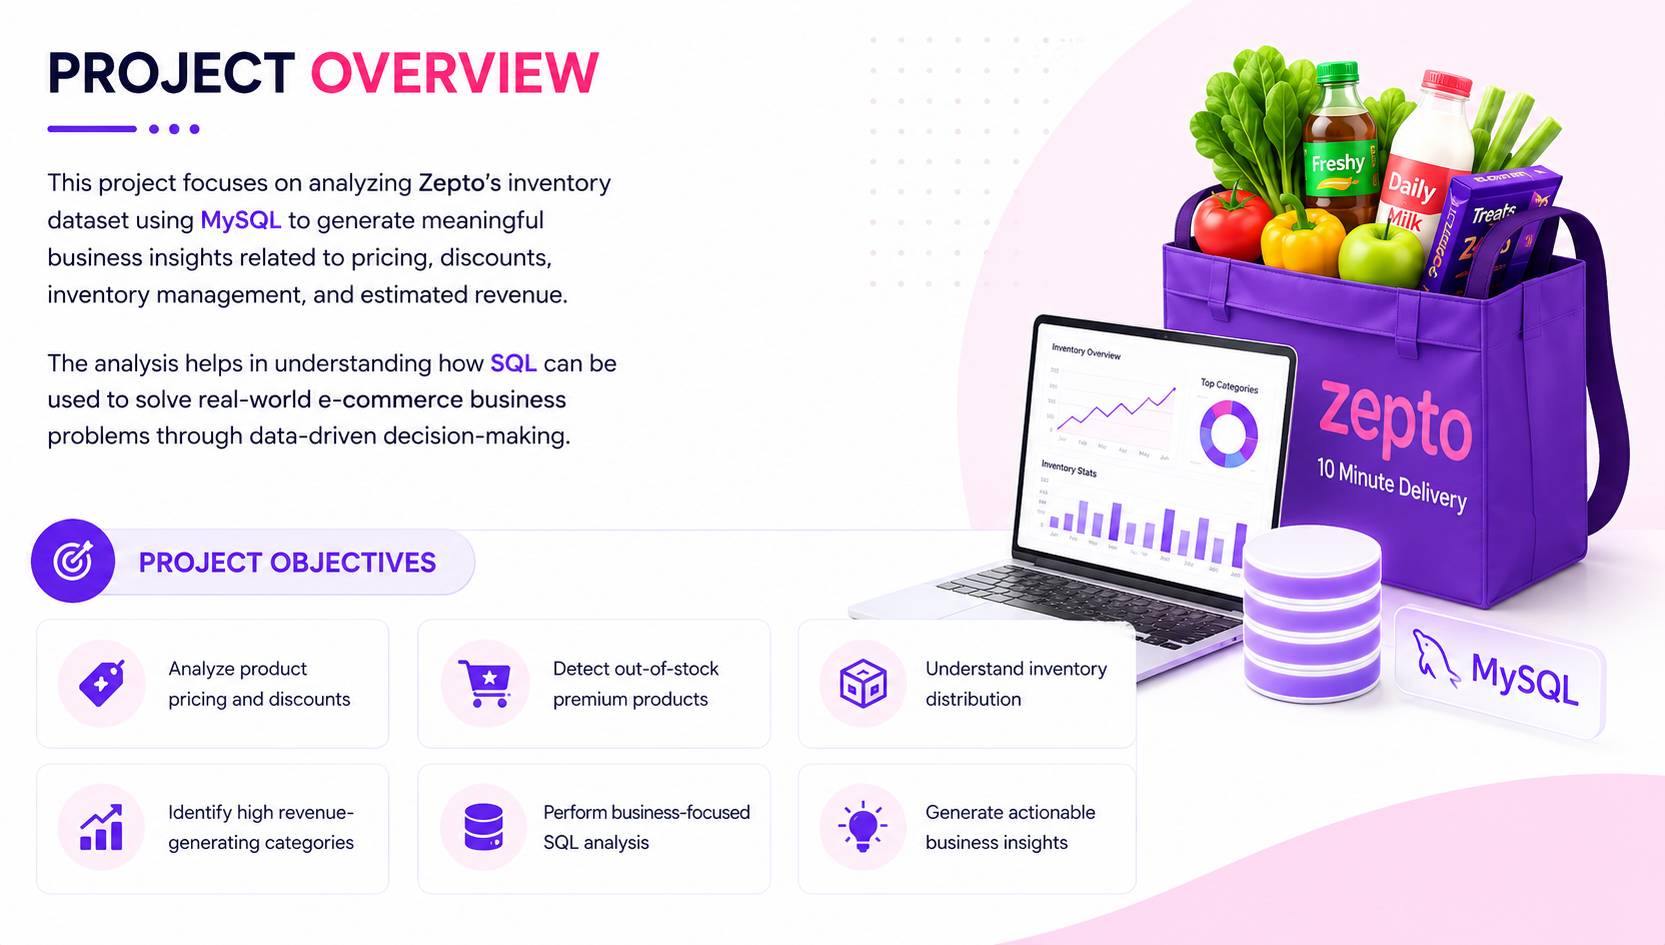 PROJECT OVERVIEW
This project focuses on analyzing Zepto's inventory
dataset using MySQL to generate meaningful
business insights related to pricing, discounts,
inventory management, and estimated revenue.
The analysis helps in understanding how SQL can be
used to solve real-world e-commerce business
problems through data-driven decision-making.
Freshy
Daily
Milk
Treats
Inventory Overview
Top Categories
Inventory Stats
zepto
10 Minute Delivery
MySQL
PROJECT OBJECTIVES
Analyze product
pricing and discounts
Detect out-of-stock
premium products
Understand inventory
distribution
Identify high revenue-
generating categories
Perform business-focused
SQL analysis
Generate actionable
business insights